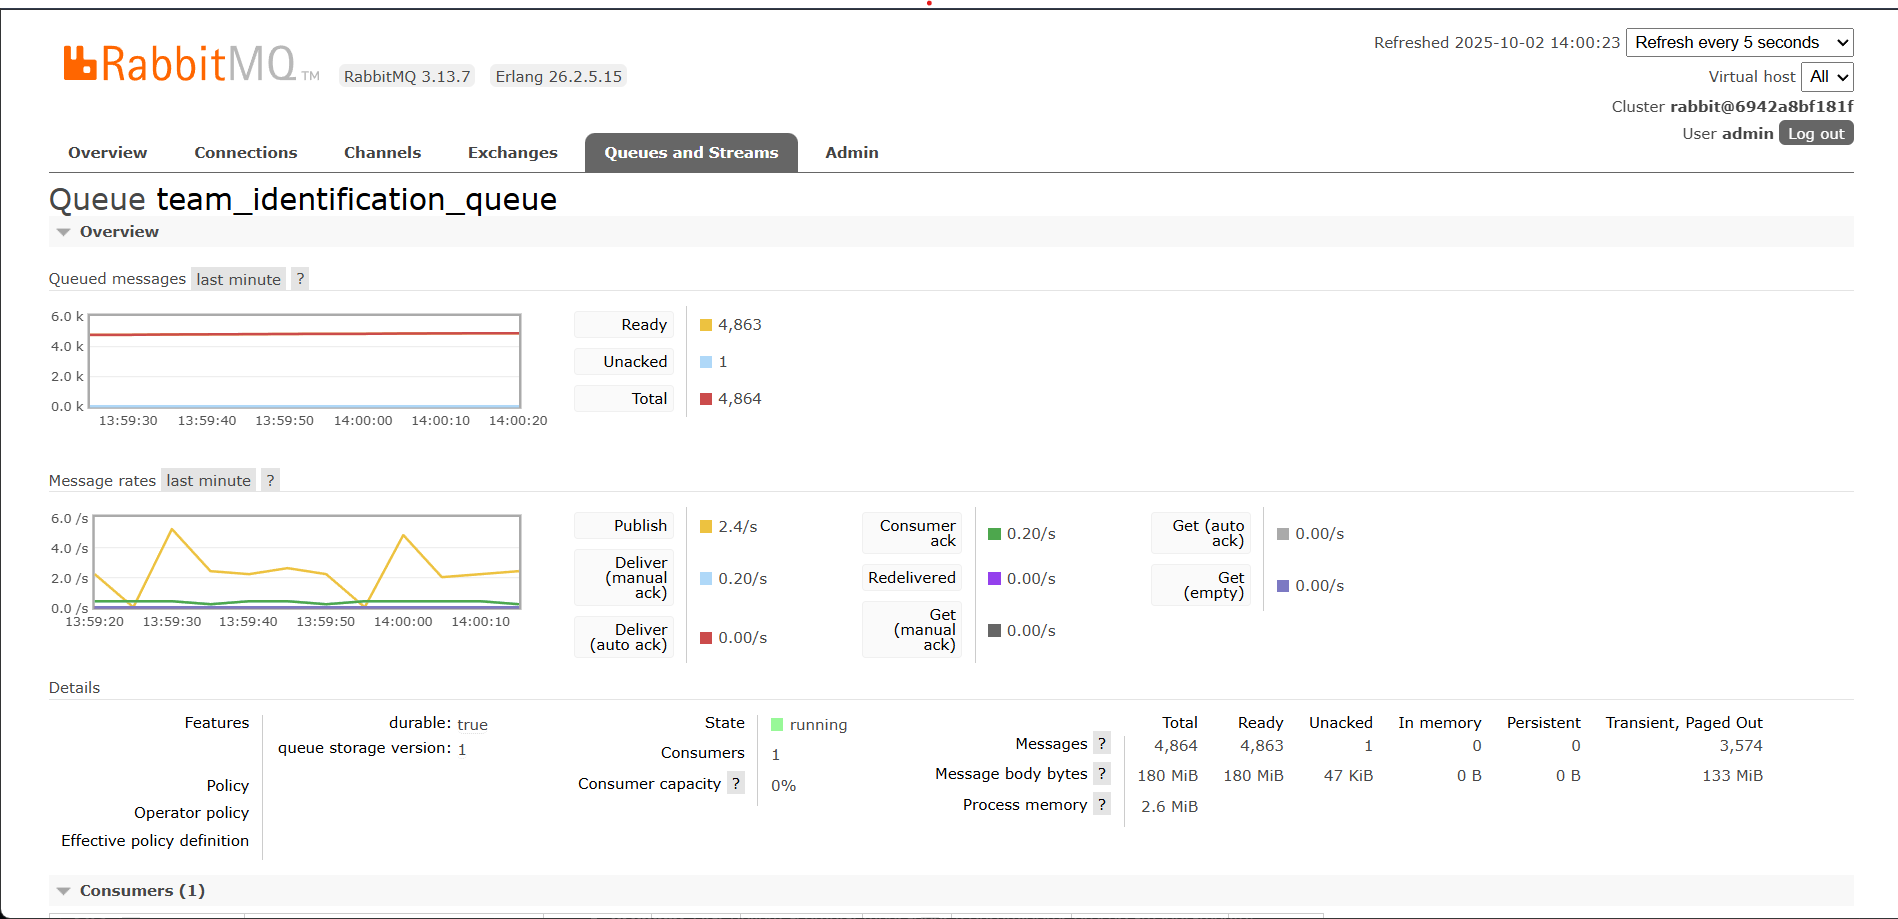 RabbitMQ TM RabbitMQ 3.13.7 Erlang 26.2.5.15
Refreshed 2025-10-02 14:00:23 Refresh every 5 seconds
Virtual host All
Cluster rabbit@6942a8bf181f
User admin Log out
Overview Connections Channels Exchanges Queues and Streams Admin
Queue team_identification_queue
Overview
Queued messages last minute ?
6.0 k
4.0 k
2.0 k
0.0 k
13:59:30 13:59:40 13:59:50 14:00:00 14:00:10 14:00:20
Ready 4,863
Unacked 1
Total 4,864
Message rates last minute ?
6.0 /s
4.0 /s
2.0 /s
0.0 /s
13:59:20 13:59:30 13:59:40 13:59:50 14:00:00 14:00:10
Publish 2.4/s
Deliver
(manual
ack) 0.20/s
Deliver
(auto ack) 0.00/s
Consumer
ack 0.20/s
Redelivered 0.00/s
Get
(manual
ack) 0.00/s
Get (auto
ack) 0.00/s
Get
(empty) 0.00/s
Details
Features durable: true
queue storage version: 1
Policy
Operator policy
Effective policy definition
State running
Consumers 1
Consumer capacity ? 0%
Total Ready Unacked In memory Persistent Transient, Paged Out
Messages ? 4,864 4,863 1 0 0 3,574
Message body bytes ? 180 MiB 180 MiB 47 KiB 0 B 0 B 133 MiB
Process memory ? 2.6 MiB
Consumers (1)